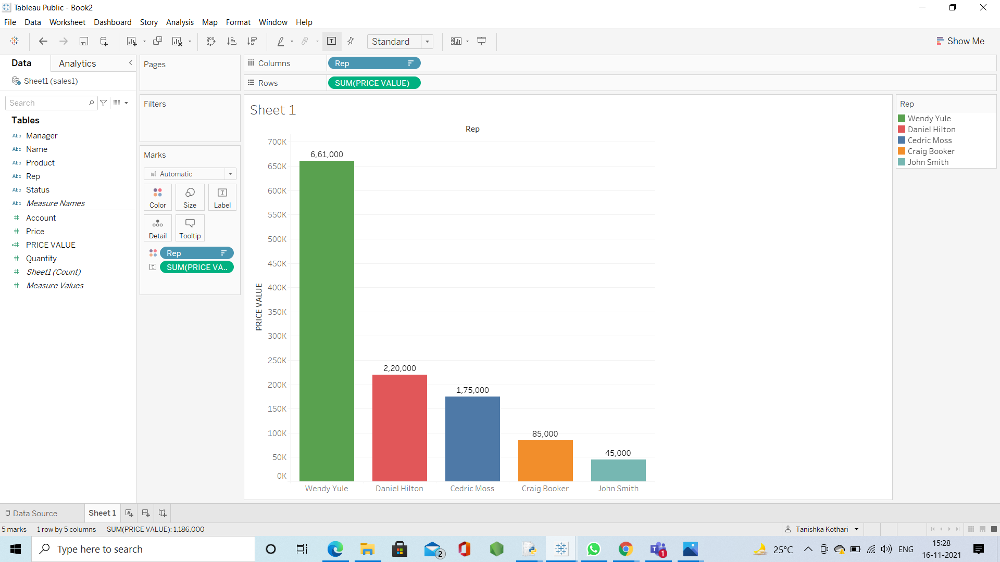 Tableau Public - Book2
File Data Worksheet Dashboard Story Analysis Map Format Window Help
Standard
Show Me
Data Analytics
Sheet1 (sales1)
Search
Tables
Abc Manager
Abc Name
Abc Product
Abc Rep
Abc Status
Abc Measure Names
# Account
# Price
=# PRICE VALUE
# Quantity
# Sheet1 (Count)
# Measure Values
Pages
Filters
Marks
Automatic
Color Size Label
Detail Tooltip
Rep
SUM(PRICE VA..
Columns Rep
Rows SUM(PRICE VALUE)
Sheet 1
Rep
700K
650K
600K
550K
500K
450K
400K
350K
300K
250K
200K
150K
100K
50K
0K
PRICE VALUE
6,61,000
2,20,000
1,75,000
85,000
45,000
Wendy Yule Daniel Hilton Cedric Moss Craig Booker John Smith
Rep
Wendy Yule
Daniel Hilton
Cedric Moss
Craig Booker
John Smith
Data Source Sheet 1
5 marks 1 row by 5 columns SUM(PRICE VALUE): 1,186,000
Tanishka Kothari
Type here to search
2
1
25°C
ENG
15:28
16-11-2021